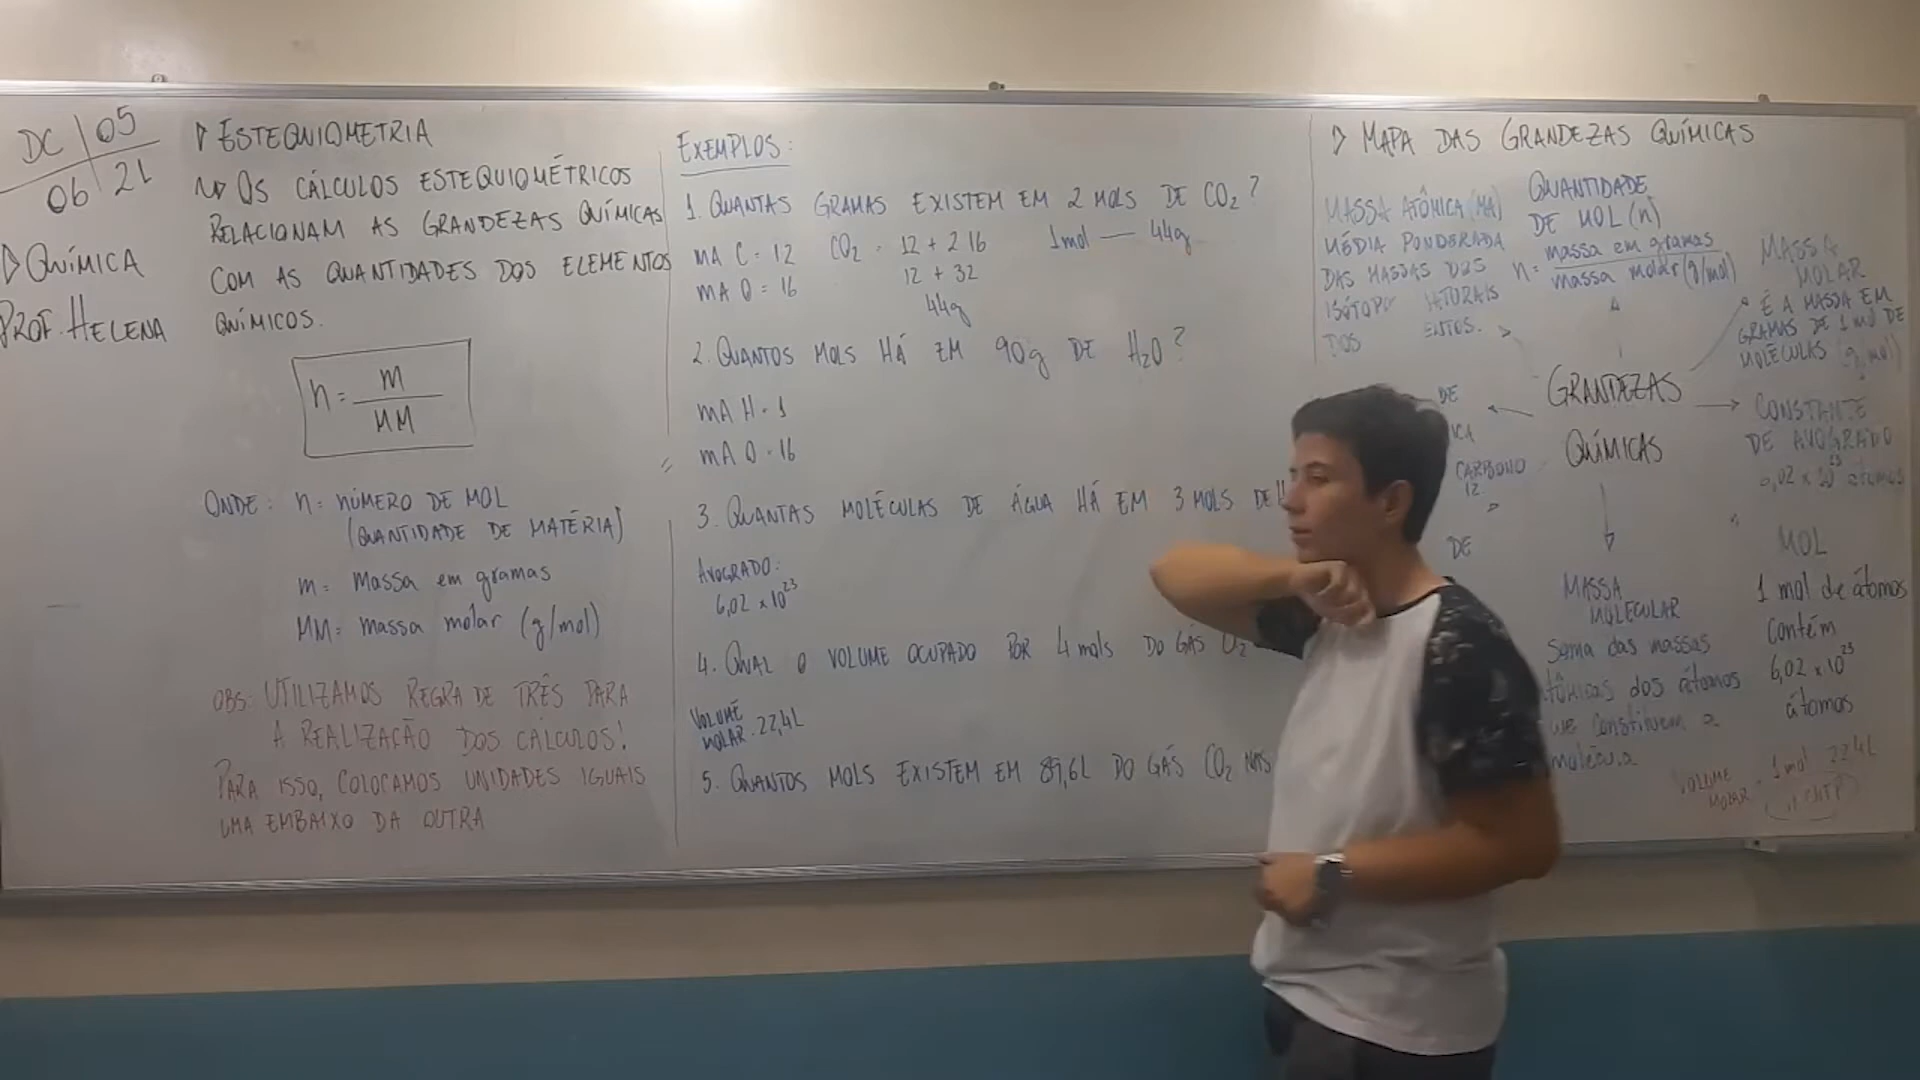 DC 05
06 21
QUÍMICA
PROF. HELENA
ESTEQUIOMETRIA
OS CÁLCULOS ESTEQUIOMÉTRICOS
RELACIONAM AS GRANDEZAS QUÍMICAS
COM AS QUANTIDADES DOS ELEMENTOS
QUÍMICOS.
n = m
MM
ONDE: n = NÚMERO DE MOL
(QUANTIDADE DE MATÉRIA)
m = massa em gramas
MM = massa molar (g/mol)
OBS: UTILIZAMOS REGRA DE TRÊS PARA
A REALIZAÇÃO DOS CÁLCULOS!
PARA ISSO, COLOCAMOS UNIDADES IGUAIS
UMA EMBAIXO DA OUTRA
EXEMPLOS:
1. QUANTAS GRAMAS EXISTEM EM 2 MOLS DE CO₂?
MA C = 12 CO₂ = 12 + 2 16 1mol — 44g
MA O = 16 12 + 32
44g
2. QUANTOS MOLS HÁ EM 90g DE H₂O?
MA H = 1
MA O = 16
3. QUANTAS MOLÉCULAS DE ÁGUA HÁ EM 3 MOLS DE
AVOGRADO:
6,02 x 10²³
4. QUAL O VOLUME OCUPADO POR 4 mols DO GÁS O₂
VOLUME
MOLAR = 22,4L
5. QUANTOS MOLS EXISTEM EM 89,6L DO GÁS CO₂ NAS
MAPA DAS GRANDEZAS QUÍMICAS
MASSA ATÔMICA (MA)
MÉDIA PONDERADA
DAS MASSAS DOS
DOS
QUANTIDADE
DE MOL (n)
n = massa em gramas
massa molar (g/mol)
MASSA
MOLAR
É A MASSA EM
GRAMAS DE 1 mol DE
MOLÉCULAS (g/mol)
GRANDEZAS
QUÍMICAS
CONSTANTE
DE AVOGRADO
6,02 x 10²³ átomos
DE
CARBONO
12.
DE
MASSA
MOLECULAR
Soma das massas
dos átomos
que constituem a
molécula
MOL
1 mol de átomos
contém
6,02 x 10²³
átomos
VOLUME
MOLAR = 1mol 22,4L